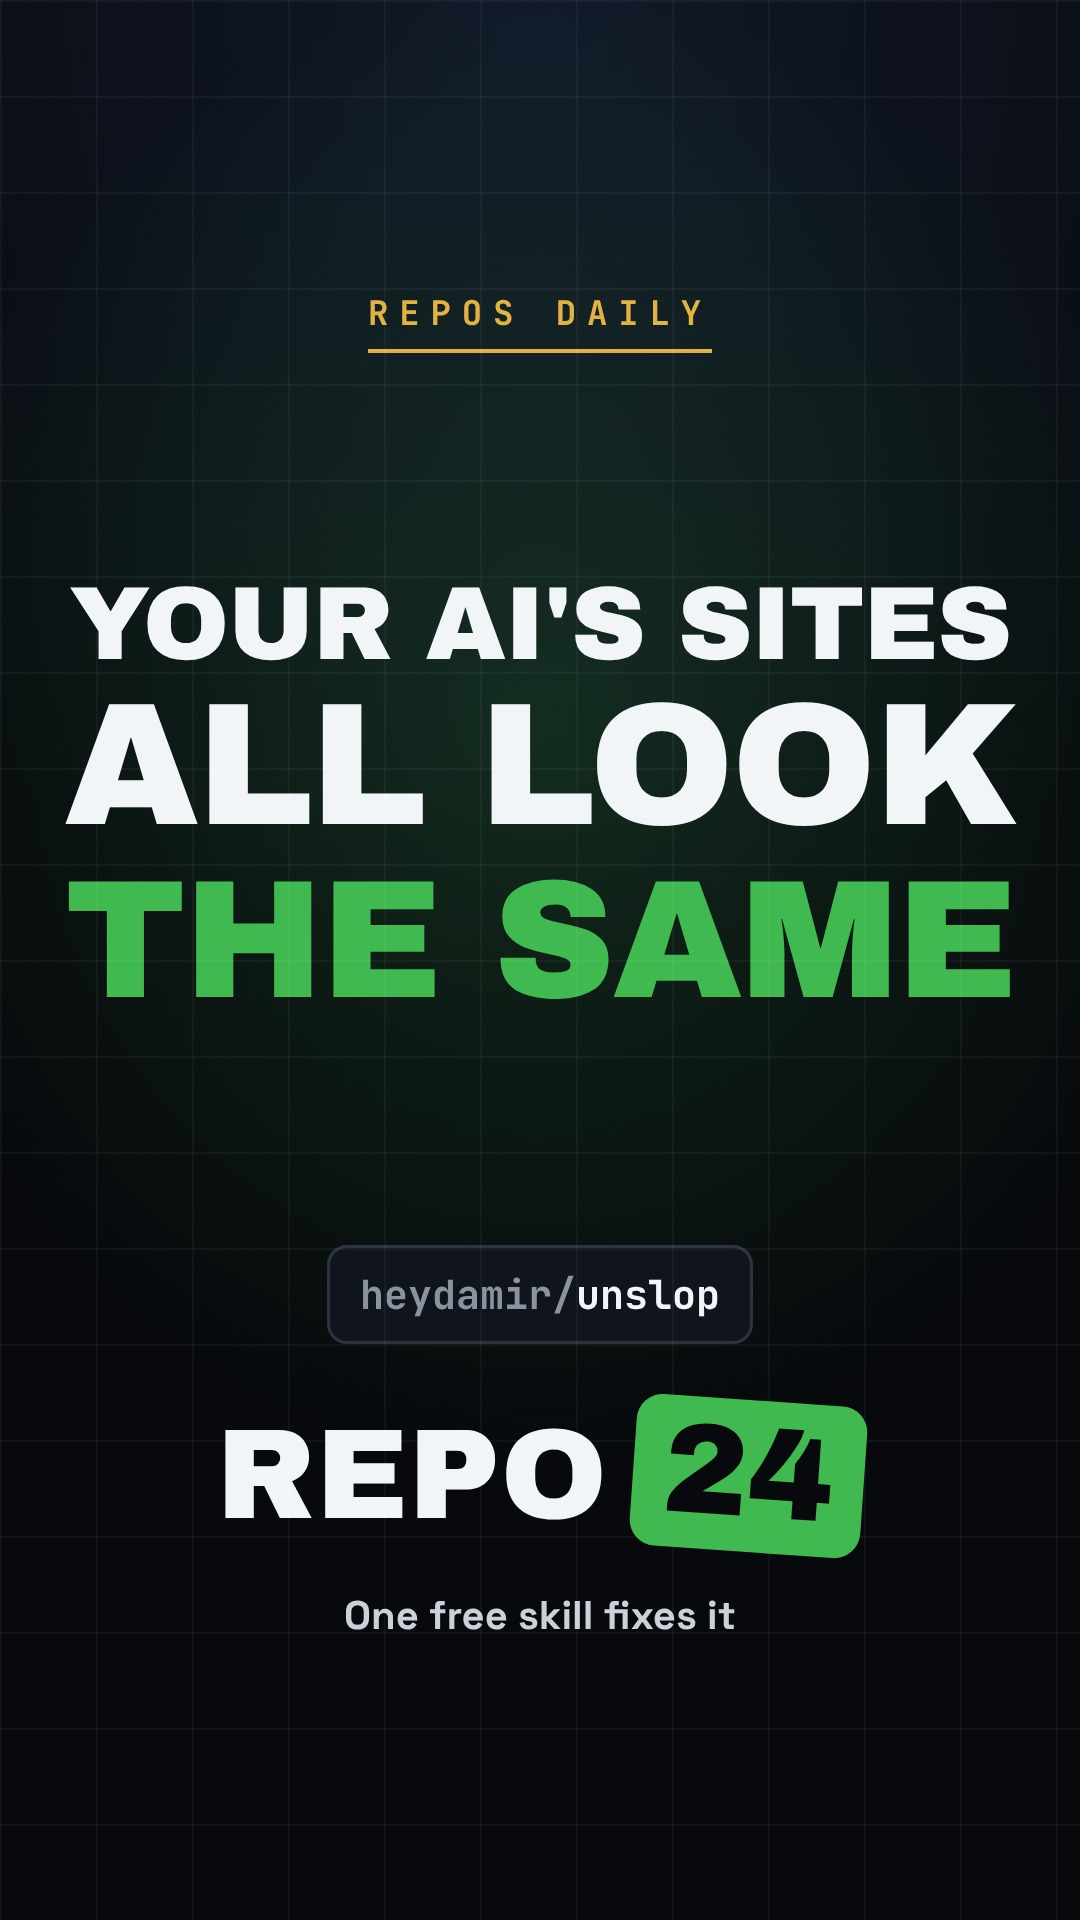 REPOS DAILY
YOUR AI'S SITES
ALL LOOK
THE SAME
heydamir/unslop
REPO 24
One free skill fixes it